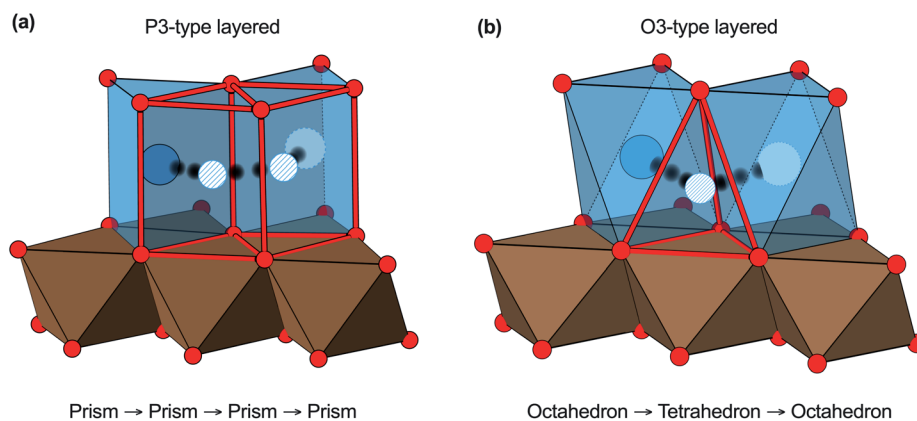 (a)
P3-type layered
(b)
O3-type layered
Prism → Prism → Prism → Prism
Octahedron → Tetrahedron → Octahedron